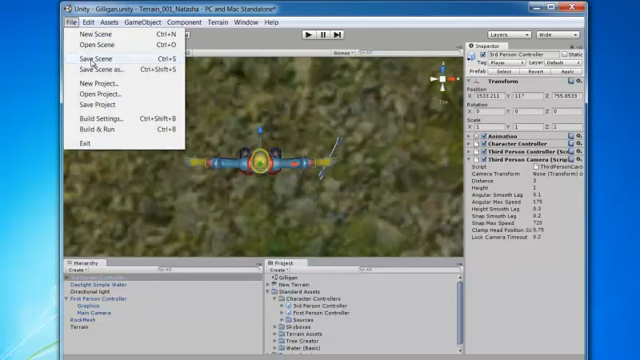 Unity - Gilligan.unity - Terrain_001_Natasha - PC and Mac Standalone*
File Edit Assets GameObject Component Terrain Window Help
New Scene Ctrl+N
Open Scene Ctrl+O
Save Scene Ctrl+S
Save Scene as... Ctrl+Shift+S
New Project...
Open Project...
Save Project
Build Settings... Ctrl+Shift+B
Build & Run Ctrl+B
Exit
Gizmos
Layers Wide
Inspector
3rd Person Controller
Tag Player Layer Default
Prefab Select Revert Apply
Transform
Position
X 1533.211 Y 117 Z 755.8533
Rotation
X 0 Y 0 Z 0
Scale
X 1 Y 1 Z 1
Animation
Character Controller
Third Person Controller (Scri
Third Person Camera (Script
Script
Camera Transform None (Transform)
Distance 3
Height 1
Angular Smooth Lag 0.1
Angular Max Speed 175
Height Smooth Lag 0.3
Snap Smooth Lag 0.2
Snap Max Speed 720
Clamp Head Position Sc 0.75
Lock Camera Timeout 0.2
Hierarchy
Create
3rd Person Controller
Daylight Simple Water
Directional light
First Person Controller
Graphics
Main Camera
RockMesh
Terrain
Project
Create
Gilligan
New Terrain
Standard Assets
Character Controllers
3rd Person Controller
First Person Controller
Sources
Skyboxes
Terrain Assets
Tree Creator
Water (Basic)